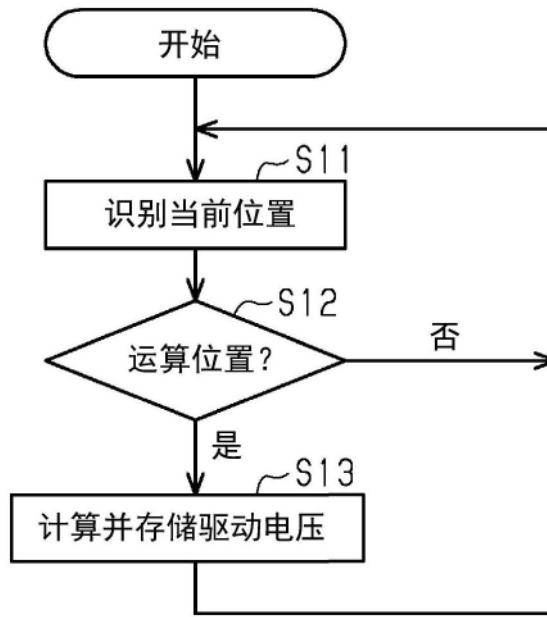 开始
S11
识别当前位置
S12
运算位置?
否
是
S13
计算并存储驱动电压